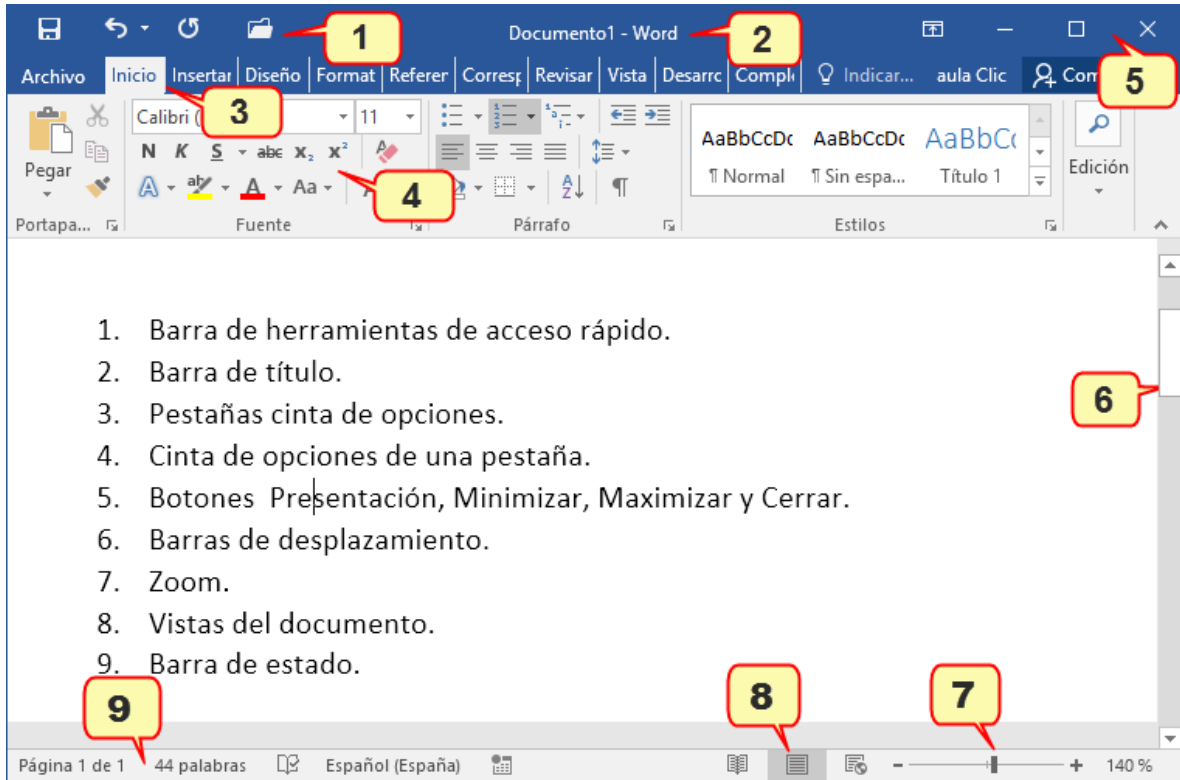 1
Documento1 - Word
2
Archivo Inicio Insertar Diseño Format Referer Corresp Revisar Vista Desarrc Comple Indicar... aula Clic Com
5
Calibri ( 11
3
N K S abc x₂ x²
A ab A Aa
4
Pegar
AaBbCcDc AaBbCcDc AaBbC
¶ Normal ¶ Sin espa... Título 1
Edición
Portapa... Fuente Párrafo Estilos
1. Barra de herramientas de acceso rápido.
2. Barra de título.
3. Pestañas cinta de opciones.
4. Cinta de opciones de una pestaña.
5. Botones  Presentación, Minimizar, Maximizar y Cerrar.
6. Barras de desplazamiento.
7. Zoom.
8. Vistas del documento.
9. Barra de estado.
6
9
8
7
Página 1 de 1 44 palabras Español (España) - + 140 %